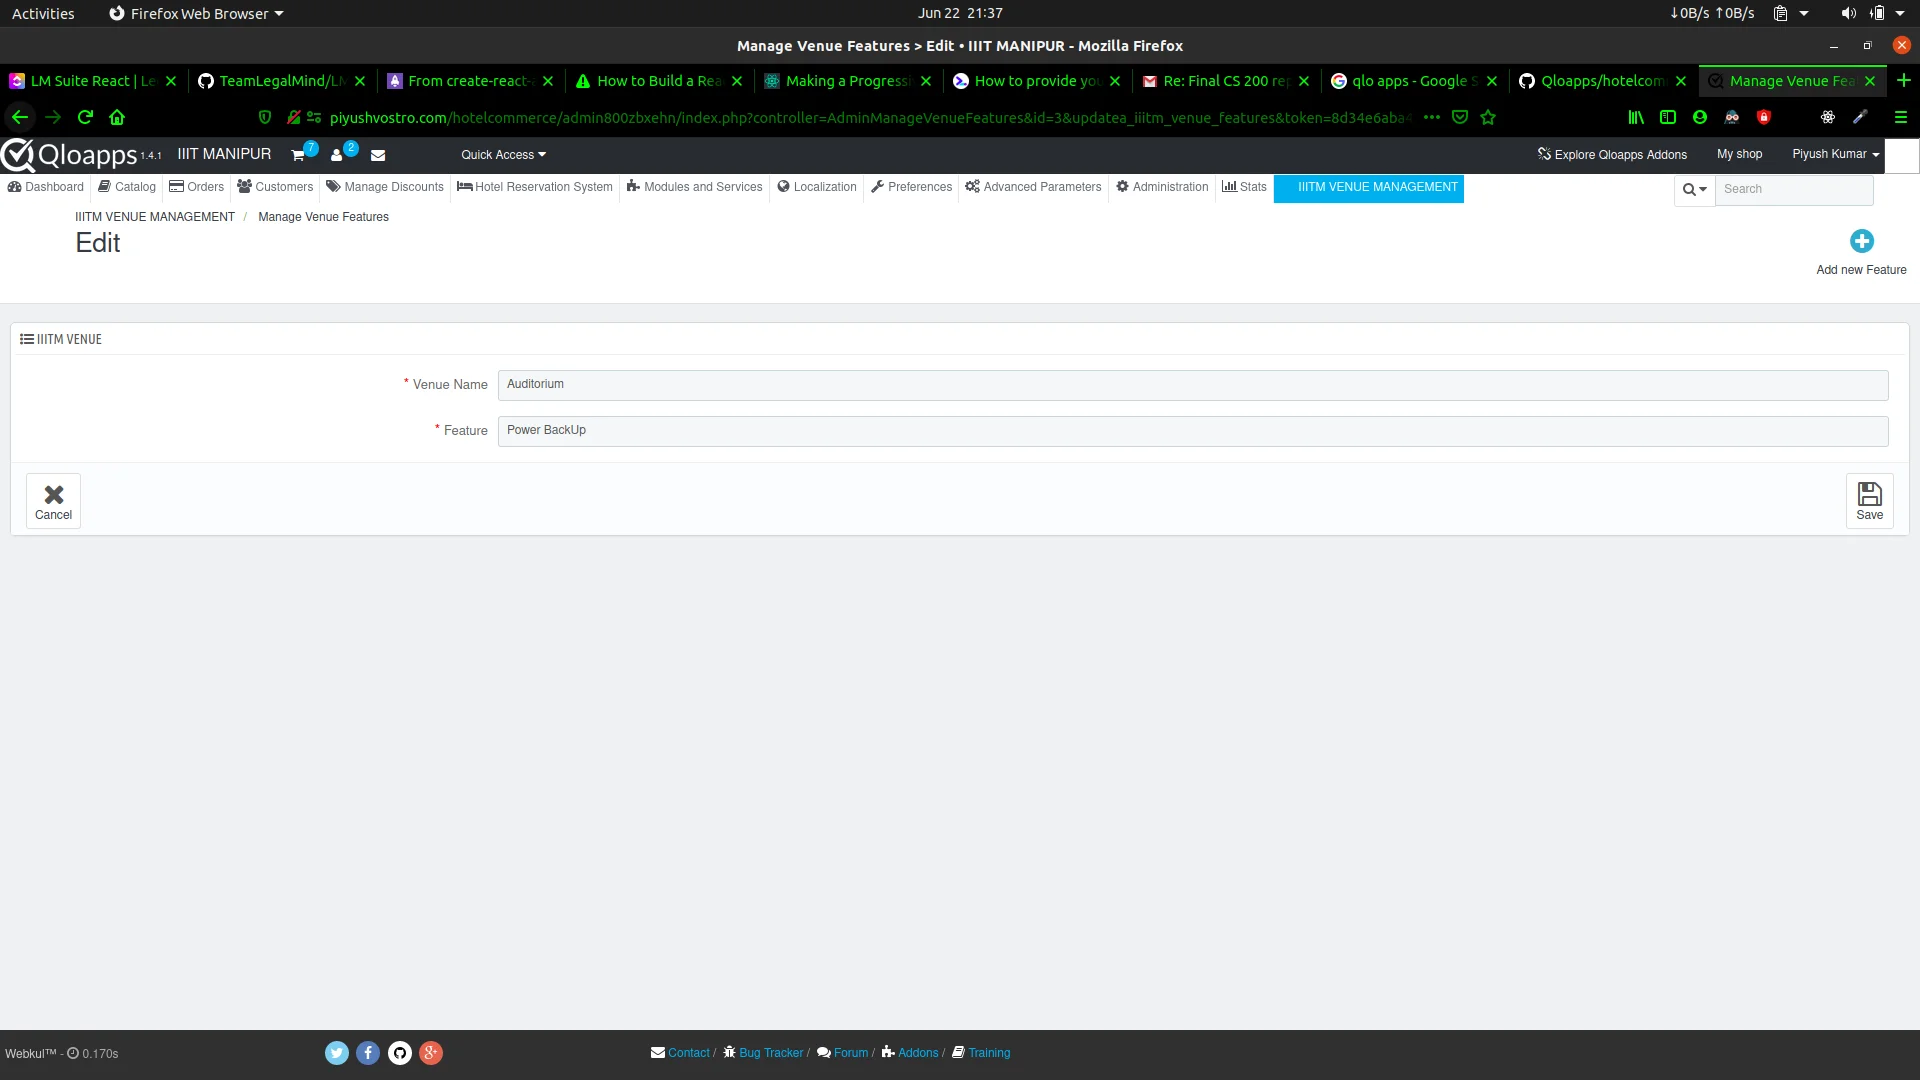 Activities Firefox Web Browser Jun 22 21:37 ↓0B/s ↑0B/s
Manage Venue Features > Edit • IIIT MANIPUR - Mozilla Firefox
LM Suite React | Le TeamLegalMind/LM From create-react- How to Build a Rea Making a Progressi How to provide you Re: Final CS 200 rep qlo apps - Google S Qloapps/hotelcom Manage Venue Fea
piyushvostro.com/hotelcommerce/admin800zbxehn/index.php?controller=AdminManageVenueFeatures&id=3&updatea_iiitm_venue_features&token=8d34e6aba4
Qloapps 1.4.1 IIIT MANIPUR 7 2 Quick Access Explore Qloapps Addons My shop Piyush Kumar
Dashboard Catalog Orders Customers Manage Discounts Hotel Reservation System Modules and Services Localization Preferences Advanced Parameters Administration Stats IIITM VENUE MANAGEMENT Search
IIITM VENUE MANAGEMENT / Manage Venue Features
Edit
Add new Feature
IIITM VENUE
* Venue Name Auditorium
* Feature Power BackUp
Cancel Save
Webkul™ - 0.170s Contact / Bug Tracker / Forum / Addons / Training